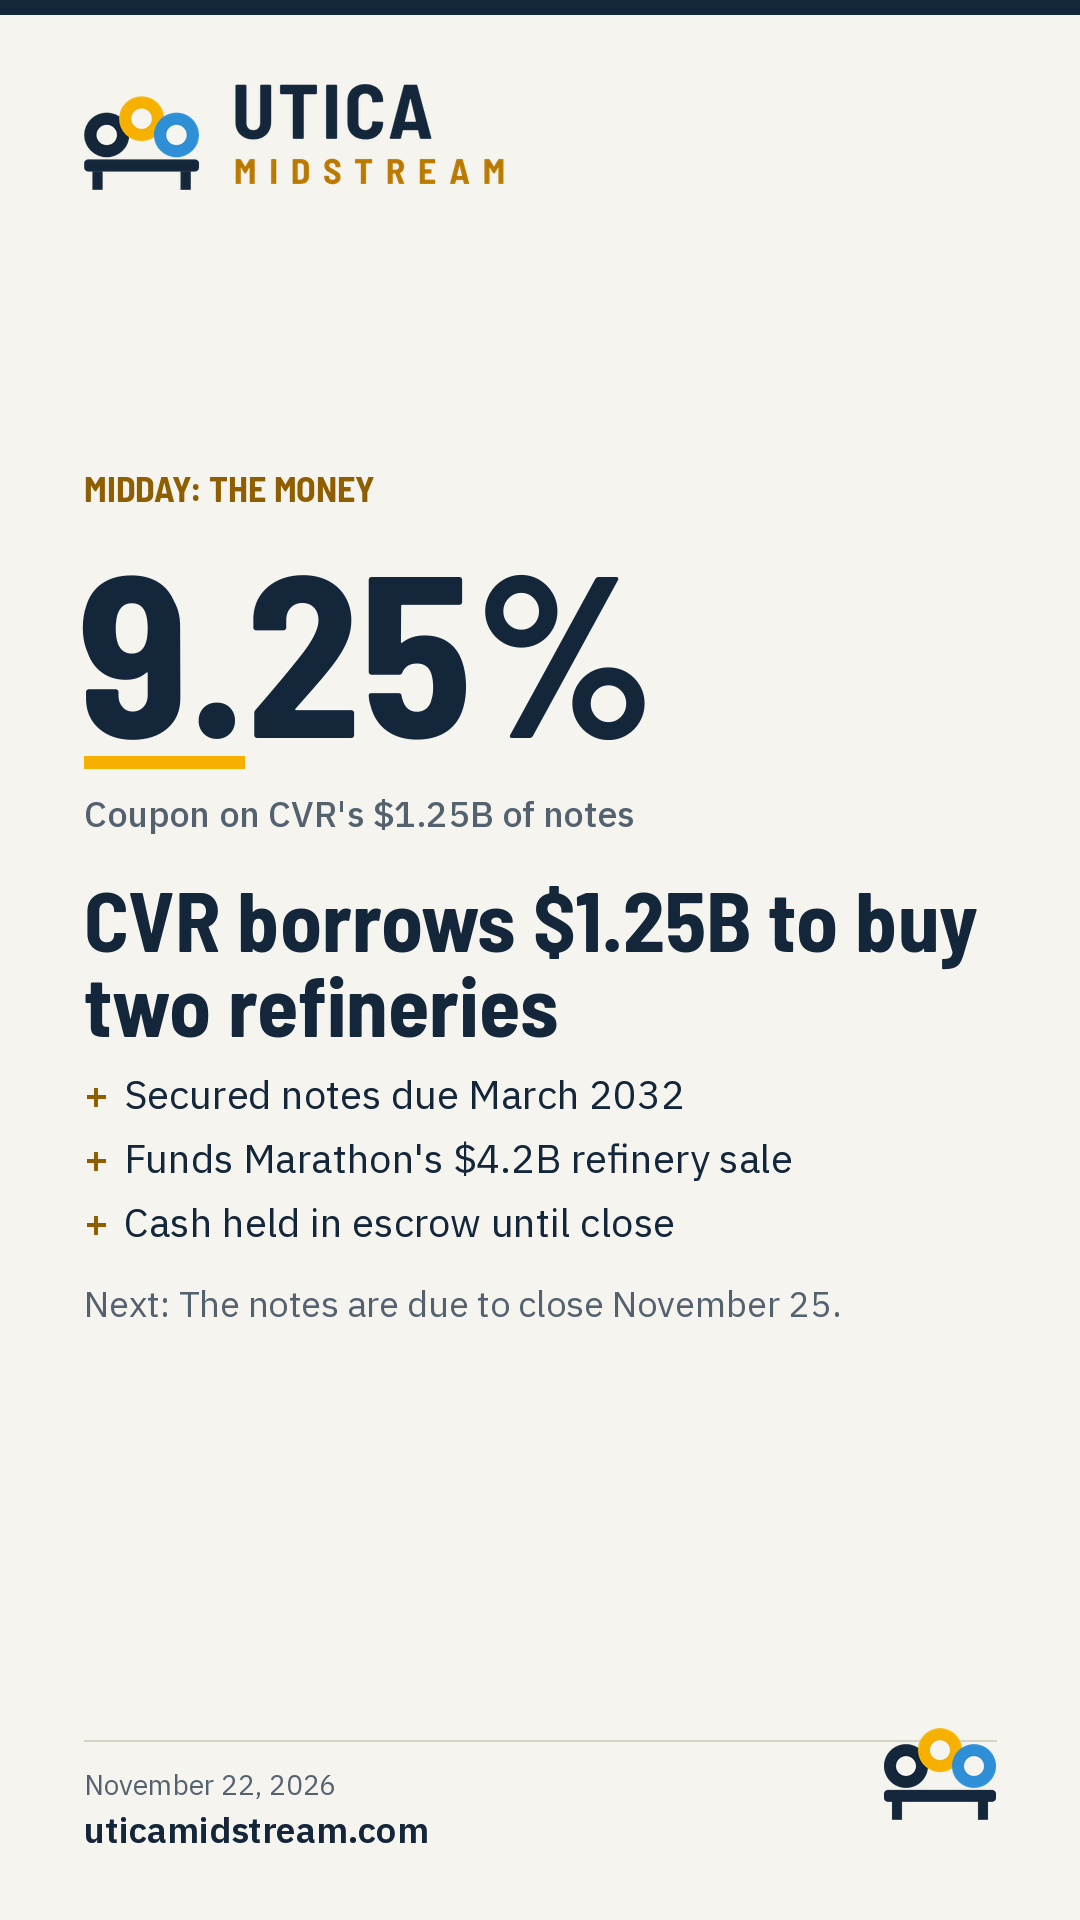 UTICA
MIDSTREAM
MIDDAY: THE MONEY
9.25%
Coupon on CVR's $1.25B of notes
CVR borrows $1.25B to buy
two refineries
+ Secured notes due March 2032
+ Funds Marathon's $4.2B refinery sale
+ Cash held in escrow until close
Next: The notes are due to close November 25.
November 22, 2026
uticamidstream.com